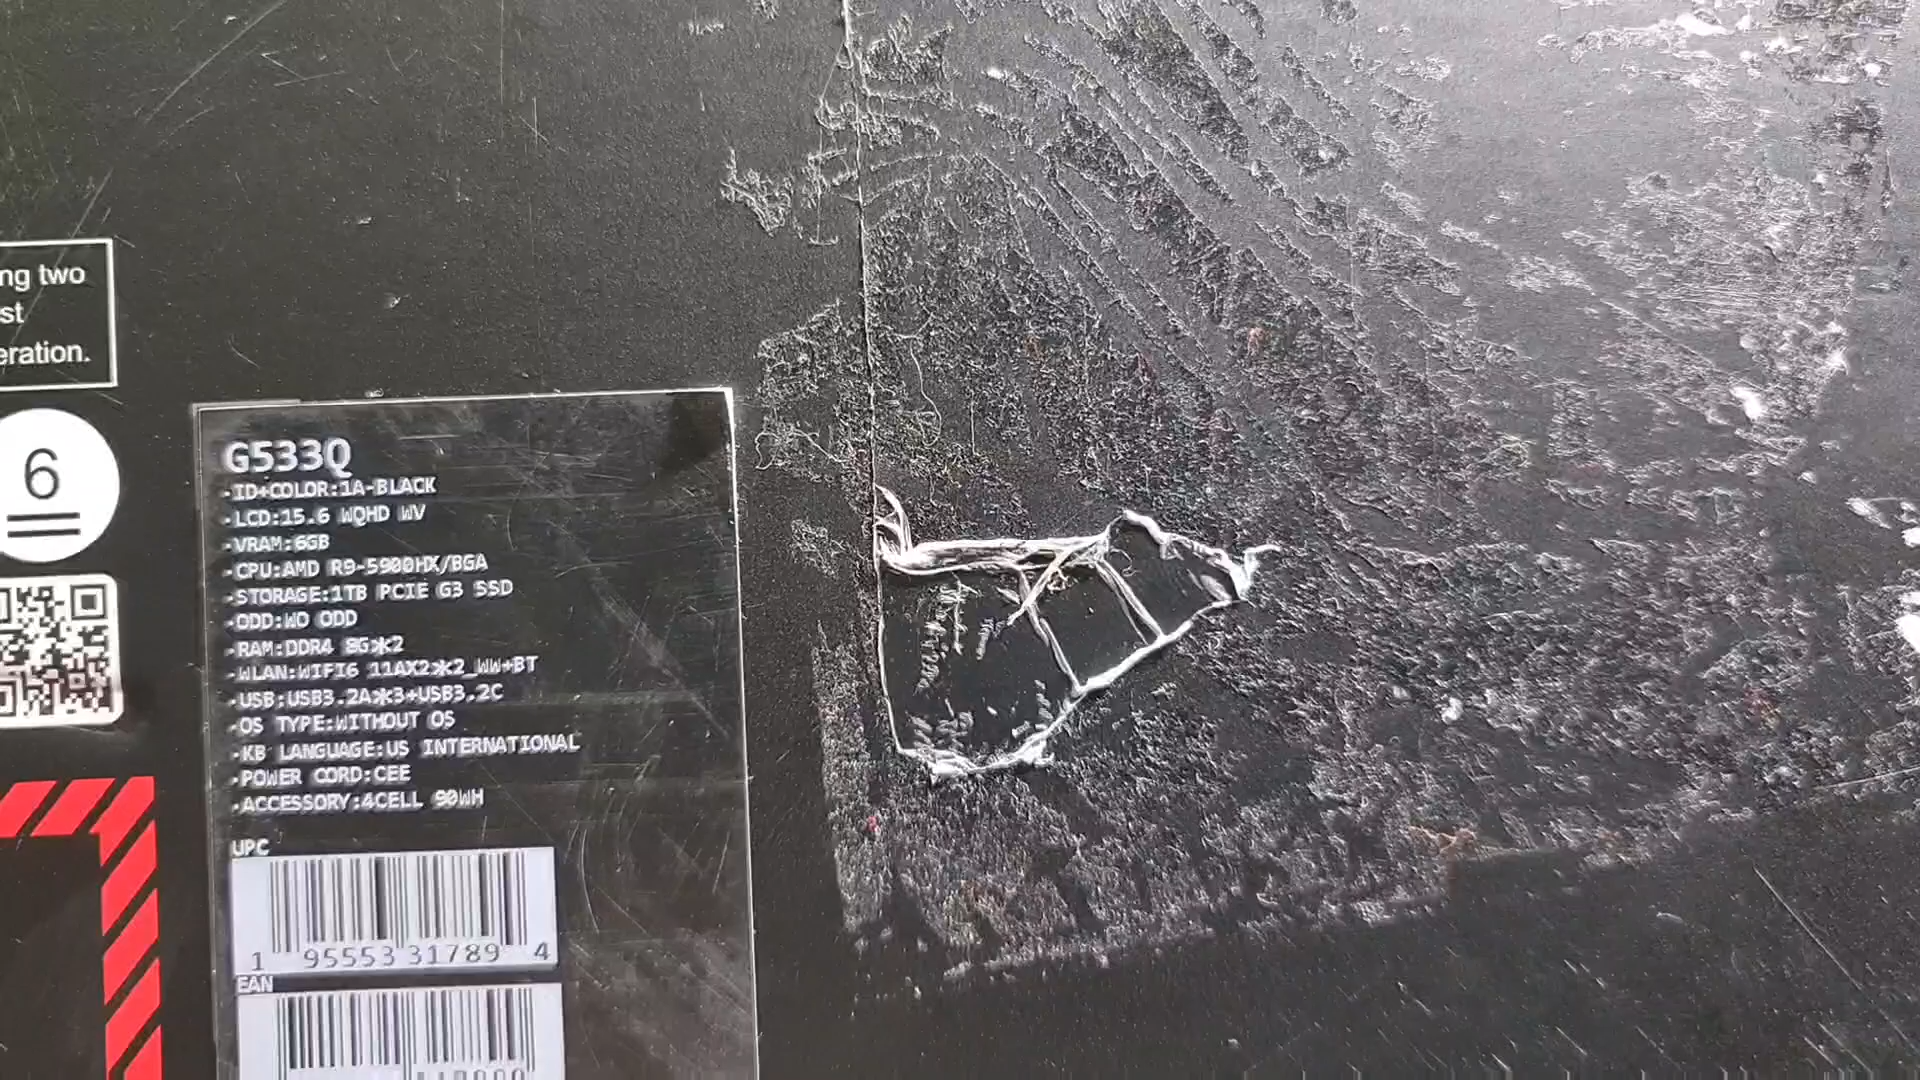 ng two
st
eration.
6
G533Q
-ID+COLOR:1A-BLACK
-LCD:15.6 WQHD WV
-VRAM:6GB
-CPU:AMD R9-5900HX/BGA
-STORAGE:1TB PCIE G3 SSD
-ODD:WO ODD
-RAM:DDR4 8G*2
-WLAN:WIFI6 11AX2*2_WW+BT
-USB:USB3.2A*3+USB3.2C
-OS TYPE:WITHOUT OS
-KB LANGUAGE:US INTERNATIONAL
-POWER CORD:CEE
-ACCESSORY:4CELL 90WH
UPC
1 95553 31789 4
EAN